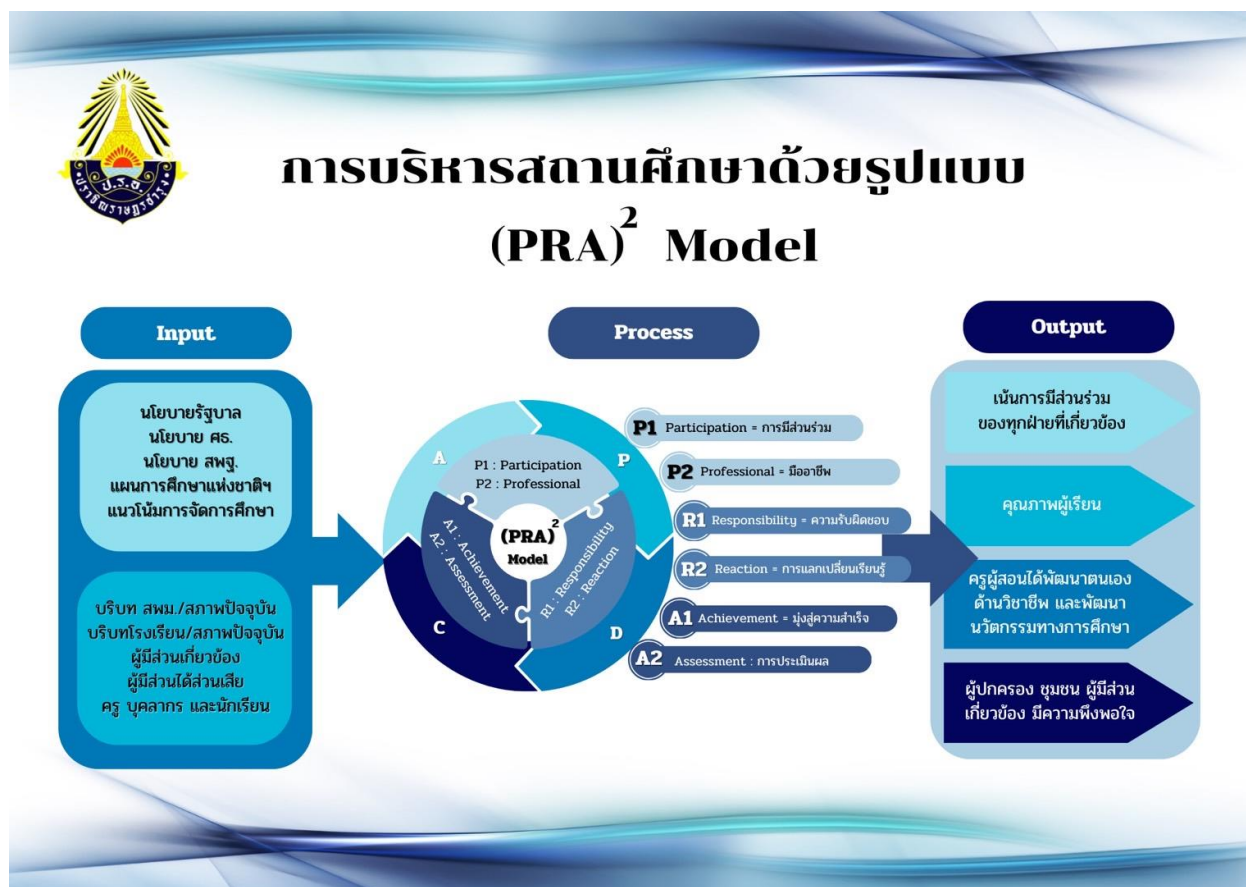 ป.ร.อ.
ปราจิณราษฎรอำรุง
การบริหารสถานศึกษาด้วยรูปแบบ
(PRA)² Model
Input
นโยบายรัฐบาล
นโยบาย ศธ.
นโยบาย สพฐ.
แผนการศึกษาแห่งชาติฯ
แนวโน้มการจัดการศึกษา
บริบท สพม./สภาพปัจจุบัน
บริบทโรงเรียน/สภาพปัจจุบัน
ผู้มีส่วนเกี่ยวข้อง
ผู้มีส่วนได้ส่วนเสีย
ครู บุคลากร และนักเรียน
Process
A
P
D
C
P1 : Participation
P2 : Professional
R1 : Responsibility
R2 : Reaction
A1 : Achievement
A2 : Assessment
(PRA)²
Model
P1 Participation = การมีส่วนร่วม
P2 Professional = มืออาชีพ
R1 Responsibility = ความรับผิดชอบ
R2 Reaction = การแลกเปลี่ยนเรียนรู้
A1 Achievement = มุ่งสู่ความสำเร็จ
A2 Assessment : การประเมินผล
Output
เน้นการมีส่วนร่วม
ของทุกฝ่ายที่เกี่ยวข้อง
คุณภาพผู้เรียน
ครูผู้สอนได้พัฒนาตนเอง
ด้านวิชาชีพ และพัฒนา
นวัตกรรมทางการศึกษา
ผู้ปกครอง ชุมชน ผู้มีส่วน
เกี่ยวข้อง มีความพึงพอใจ